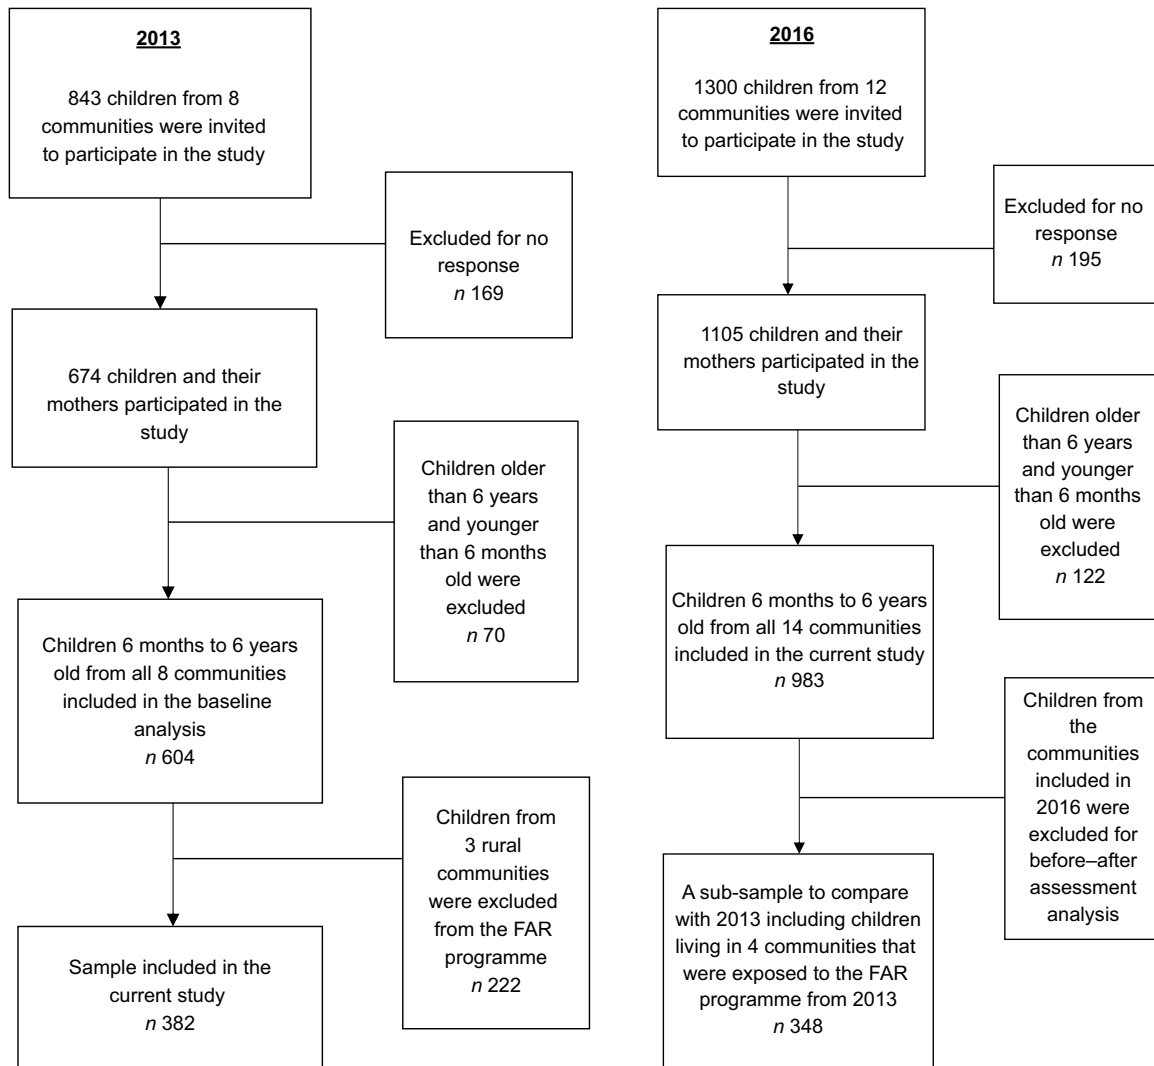 2013
843 children from 8
communities were invited
to participate in the study
Excluded for no
response
n 169
674 children and their
mothers participated in the
study
Children older
than 6 years
and younger
than 6 months
old were
excluded
n 70
Children 6 months to 6 years
old from all 8 communities
included in the baseline
analysis
n 604
Children from
3 rural
communities
were excluded
from the FAR
programme
n 222
Sample included in the
current study
n 382
2016
1300 children from 12
communities were invited
to participate in the study
Excluded for no
response
n 195
1105 children and their
mothers participated in the
study
Children older
than 6 years
and younger
than 6 months
old were
excluded
n 122
Children 6 months to 6 years
old from all 14 communities
included in the current study
n 983
Children from
the
communities
included in
2016 were
excluded for
before–after
assessment
analysis
A sub-sample to compare
with 2013 including children
living in 4 communities that
were exposed to the FAR
programme from 2013
n 348